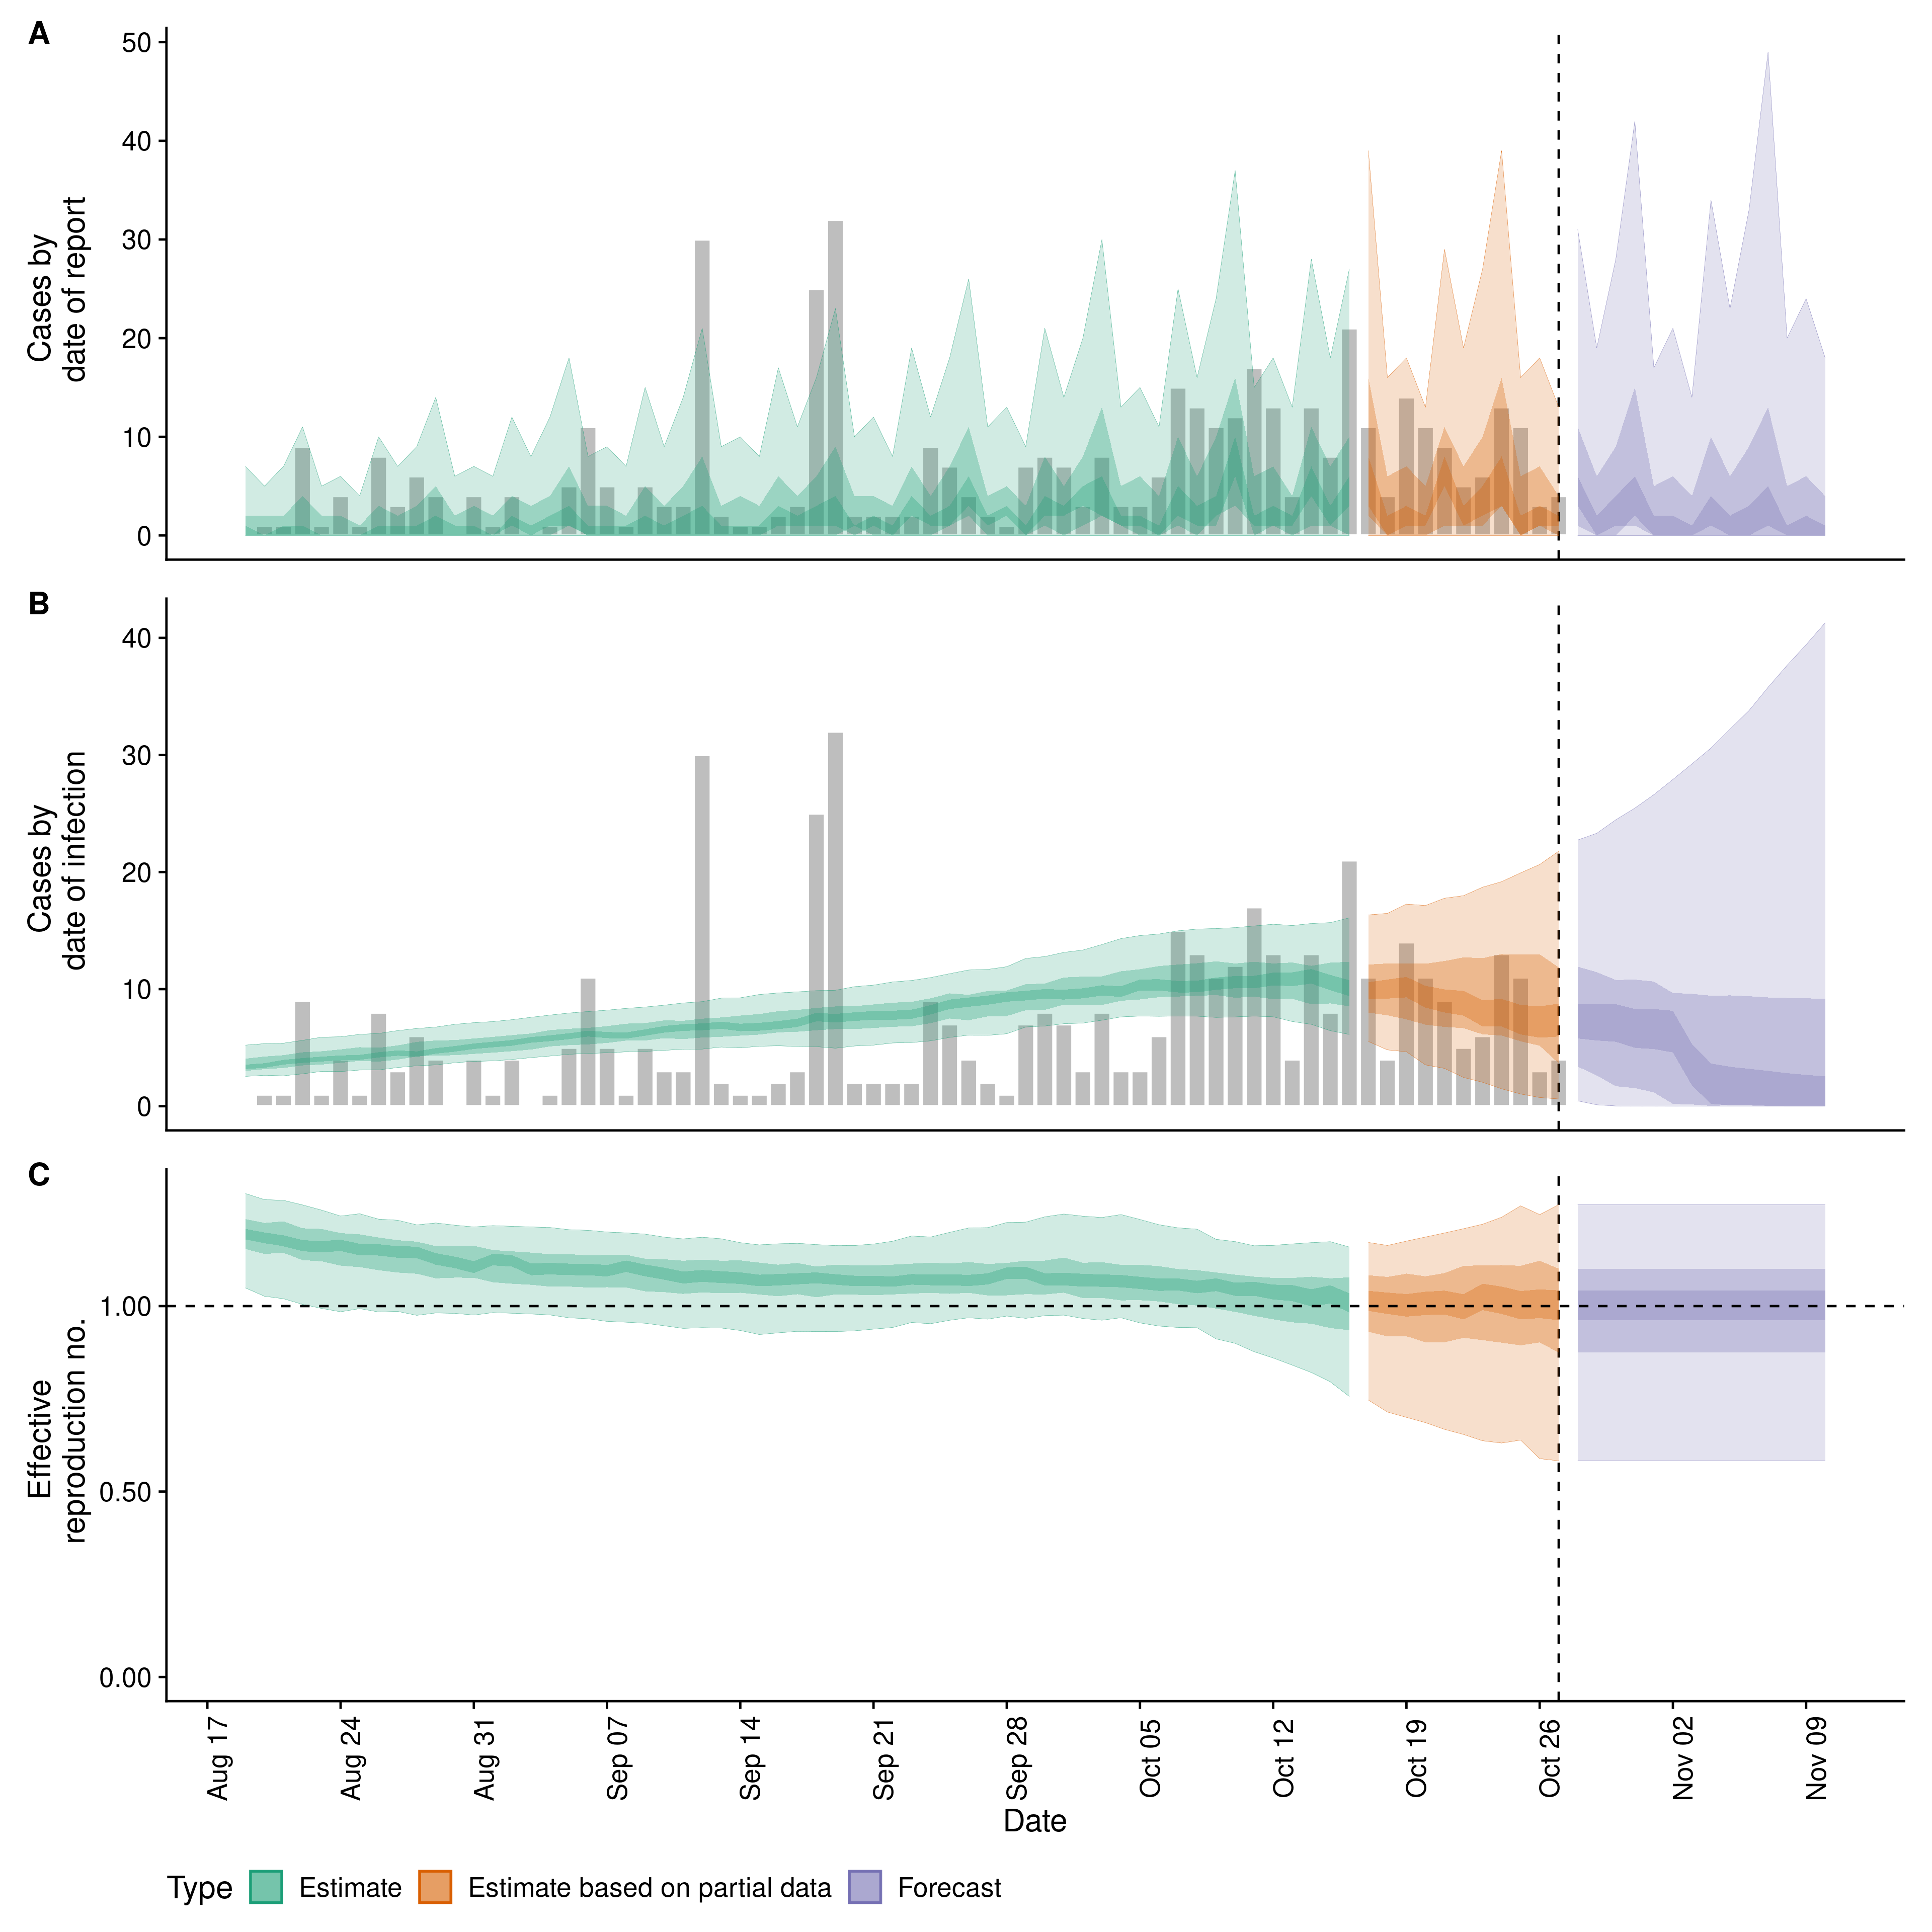 A
Cases by
date of report
50
40
30
20
10
0
B
Cases by
date of infection
40
30
20
10
0
C
Effective
reproduction no.
1.00
0.50
0.00
Aug 17
Aug 24
Aug 31
Sep 07
Sep 14
Sep 21
Sep 28
Oct 05
Oct 12
Oct 19
Oct 26
Nov 02
Nov 09
Date
Type Estimate Estimate based on partial data Forecast